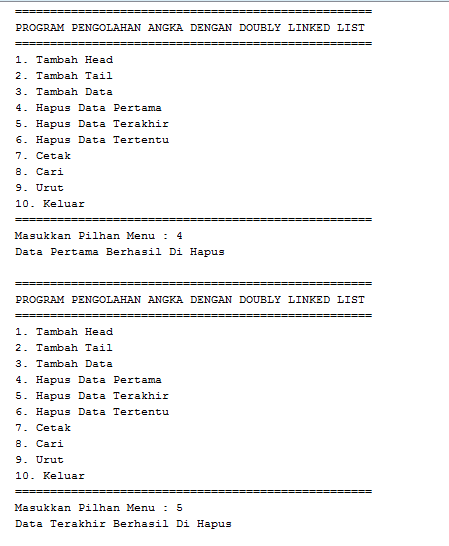 ===================================================
PROGRAM PENGOLAHAN ANGKA DENGAN DOUBLY LINKED LIST
===================================================
1. Tambah Head
2. Tambah Tail
3. Tambah Data
4. Hapus Data Pertama
5. Hapus Data Terakhir
6. Hapus Data Tertentu
7. Cetak
8. Cari
9. Urut
10. Keluar
===================================================
Masukkan Pilhan Menu : 4
Data Pertama Berhasil Di Hapus
===================================================
PROGRAM PENGOLAHAN ANGKA DENGAN DOUBLY LINKED LIST
===================================================
1. Tambah Head
2. Tambah Tail
3. Tambah Data
4. Hapus Data Pertama
5. Hapus Data Terakhir
6. Hapus Data Tertentu
7. Cetak
8. Cari
9. Urut
10. Keluar
===================================================
Masukkan Pilhan Menu : 5
Data Terakhir Berhasil Di Hapus